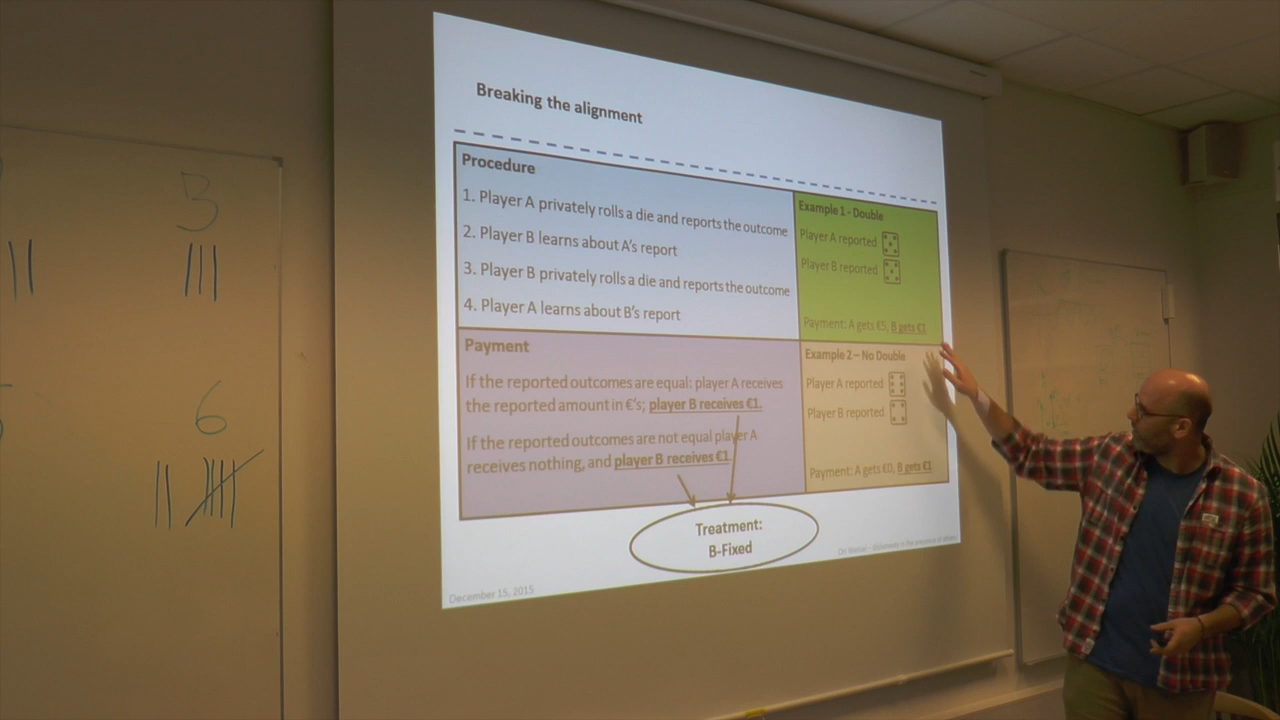 Breaking the alignment
Procedure
1. Player A privately rolls a die and reports the outcome
2. Player B learns about A's report
3. Player B privately rolls a die and reports the outcome
4. Player A learns about B's report
Example 1 - Double
Player A reported
Player B reported
Payment: A gets €5, B gets €1
Payment
If the reported outcomes are equal: player A receives
the reported amount in €'s; player B receives €1.
If the reported outcomes are not equal player A
receives nothing, and player B receives €1.
Example 2 – No Double
Player A reported
Player B reported
Payment: A gets €0, B gets €1
Treatment:
B-Fixed
December 15, 2015
3
6